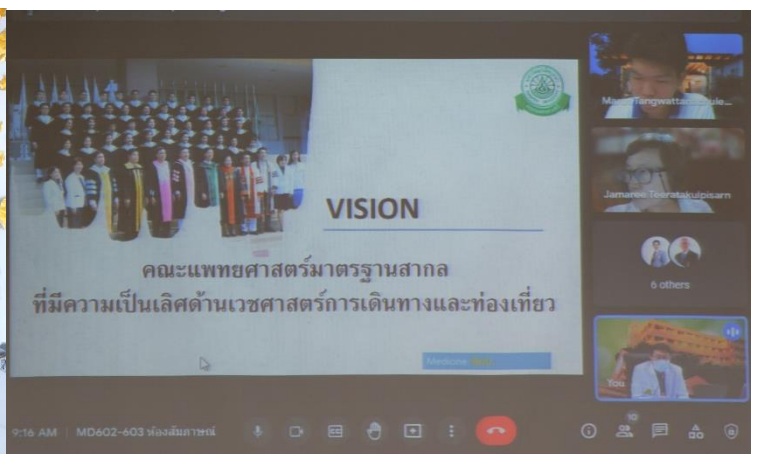 VISION
คณะแพทยศาสตร์มาตรฐานสากล
ที่มีความเป็นเลิศด้านเวชศาสตร์การเดินทางและท่องเที่ยว
Medicine
Jamaree Teeratakulpisarn
6 others
You
9:16 AM | MD602-603 ห้องสัมภาษณ์
10